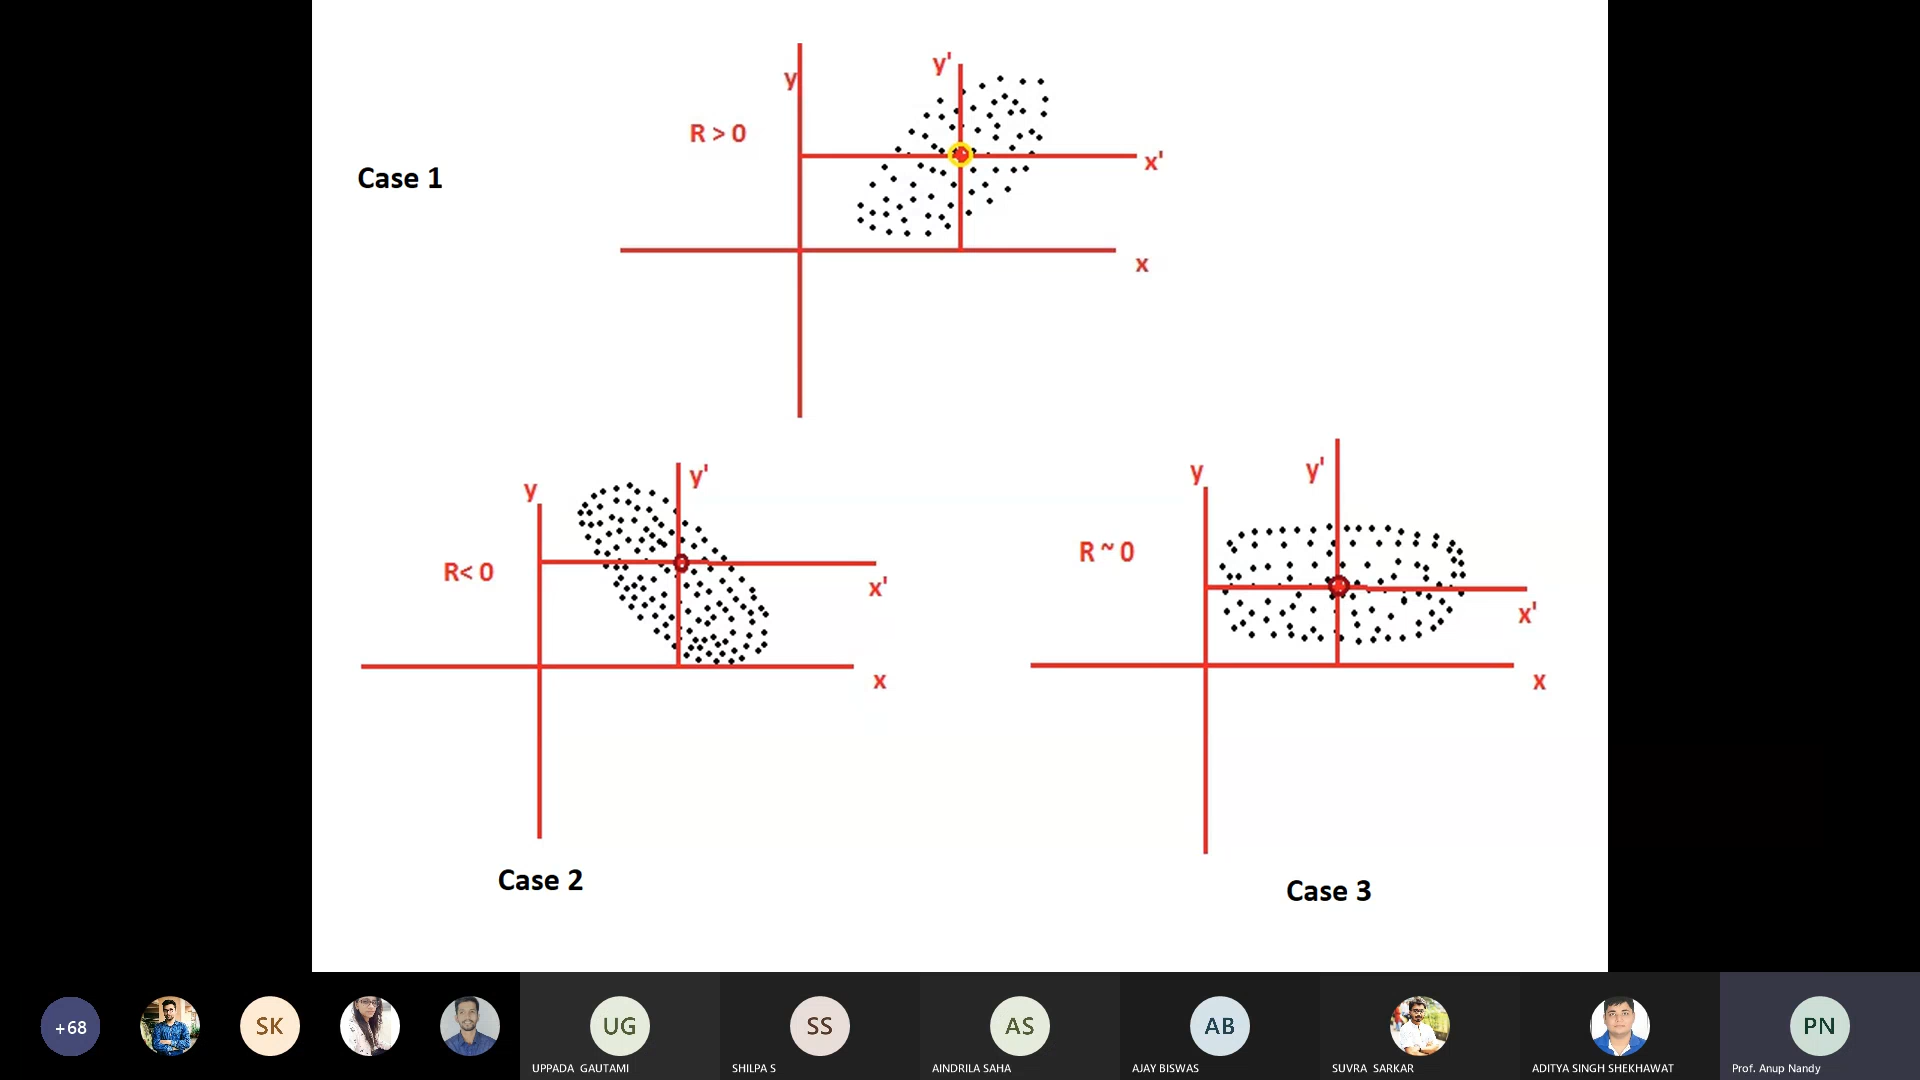 y
y'
R > 0
x'
Case 1
x
y
y'
R< 0
x'
x
Case 2
y
y'
R ~ 0
x'
x
Case 3
+68
SK
UG
UPPADA GAUTAMI
SS
SHILPA S
AS
AINDRILA SAHA
AB
AJAY BISWAS
SUVRA SARKAR
ADITYA SINGH SHEKHAWAT
PN
Prof. Anup Nandy